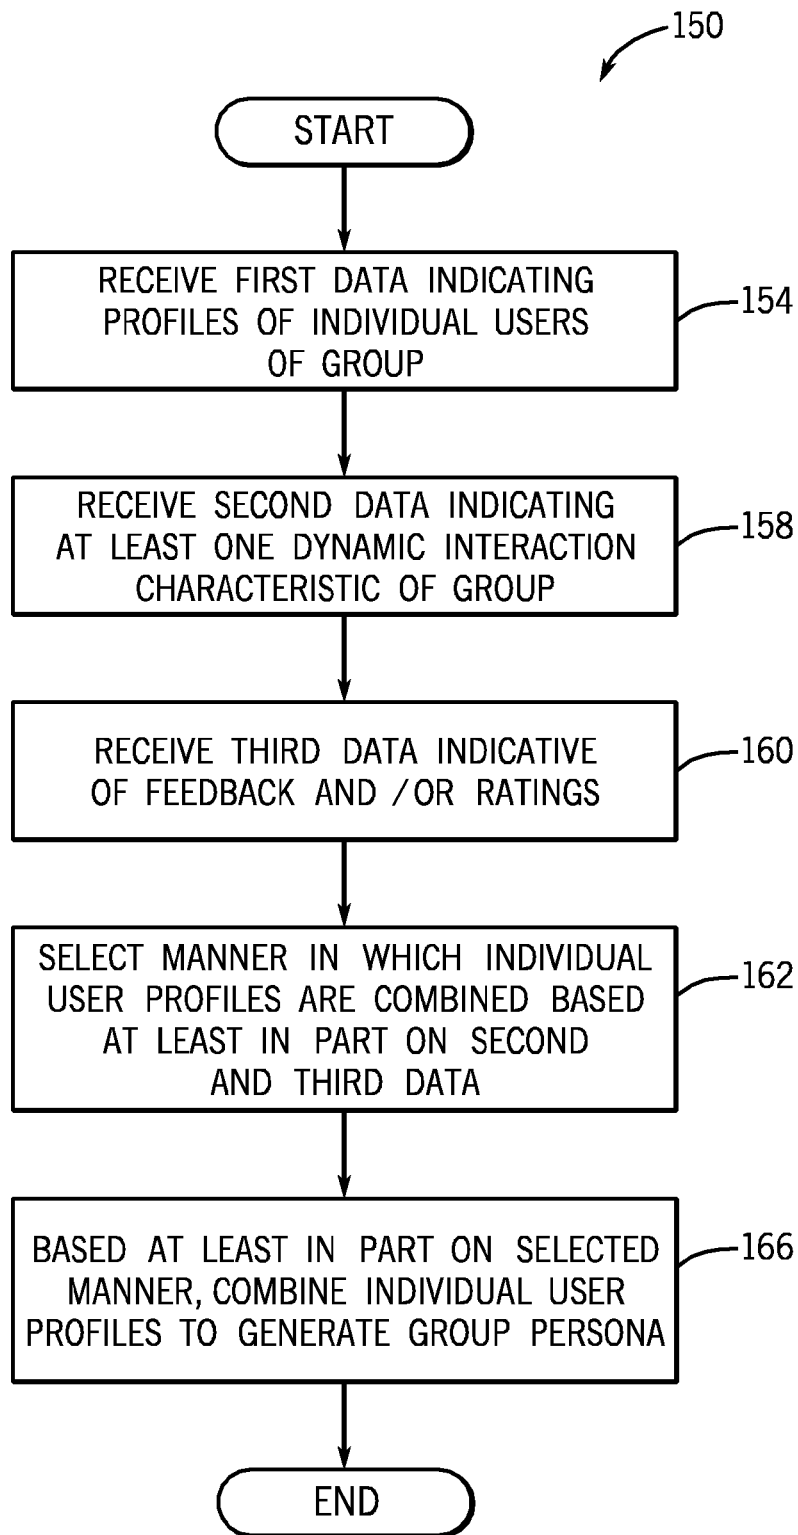 150
START
RECEIVE FIRST DATA INDICATING
PROFILES OF INDIVIDUAL USERS
OF GROUP
154
RECEIVE SECOND DATA INDICATING
AT LEAST ONE DYNAMIC INTERACTION
CHARACTERISTIC OF GROUP
158
RECEIVE THIRD DATA INDICATIVE
OF FEEDBACK AND /OR RATINGS
160
SELECT MANNER IN WHICH INDIVIDUAL
USER PROFILES ARE COMBINED BASED
AT LEAST IN PART ON SECOND
AND THIRD DATA
162
BASED AT LEAST IN PART ON SELECTED
MANNER, COMBINE INDIVIDUAL USER
PROFILES TO GENERATE GROUP PERSONA
166
END